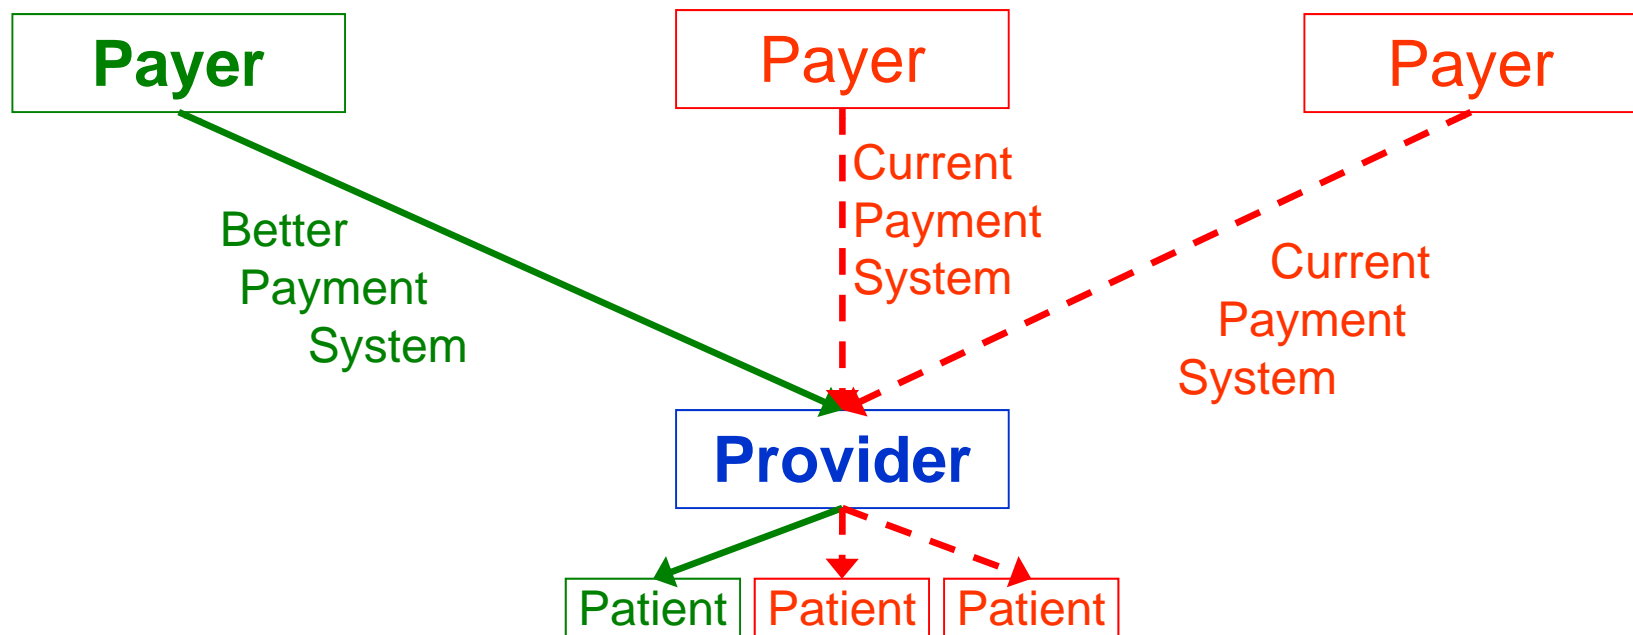 Payer
Payer
Payer
Better
Payment
System
Current
Payment
System
Current
Payment
System
Provider
Patient
Patient
Patient